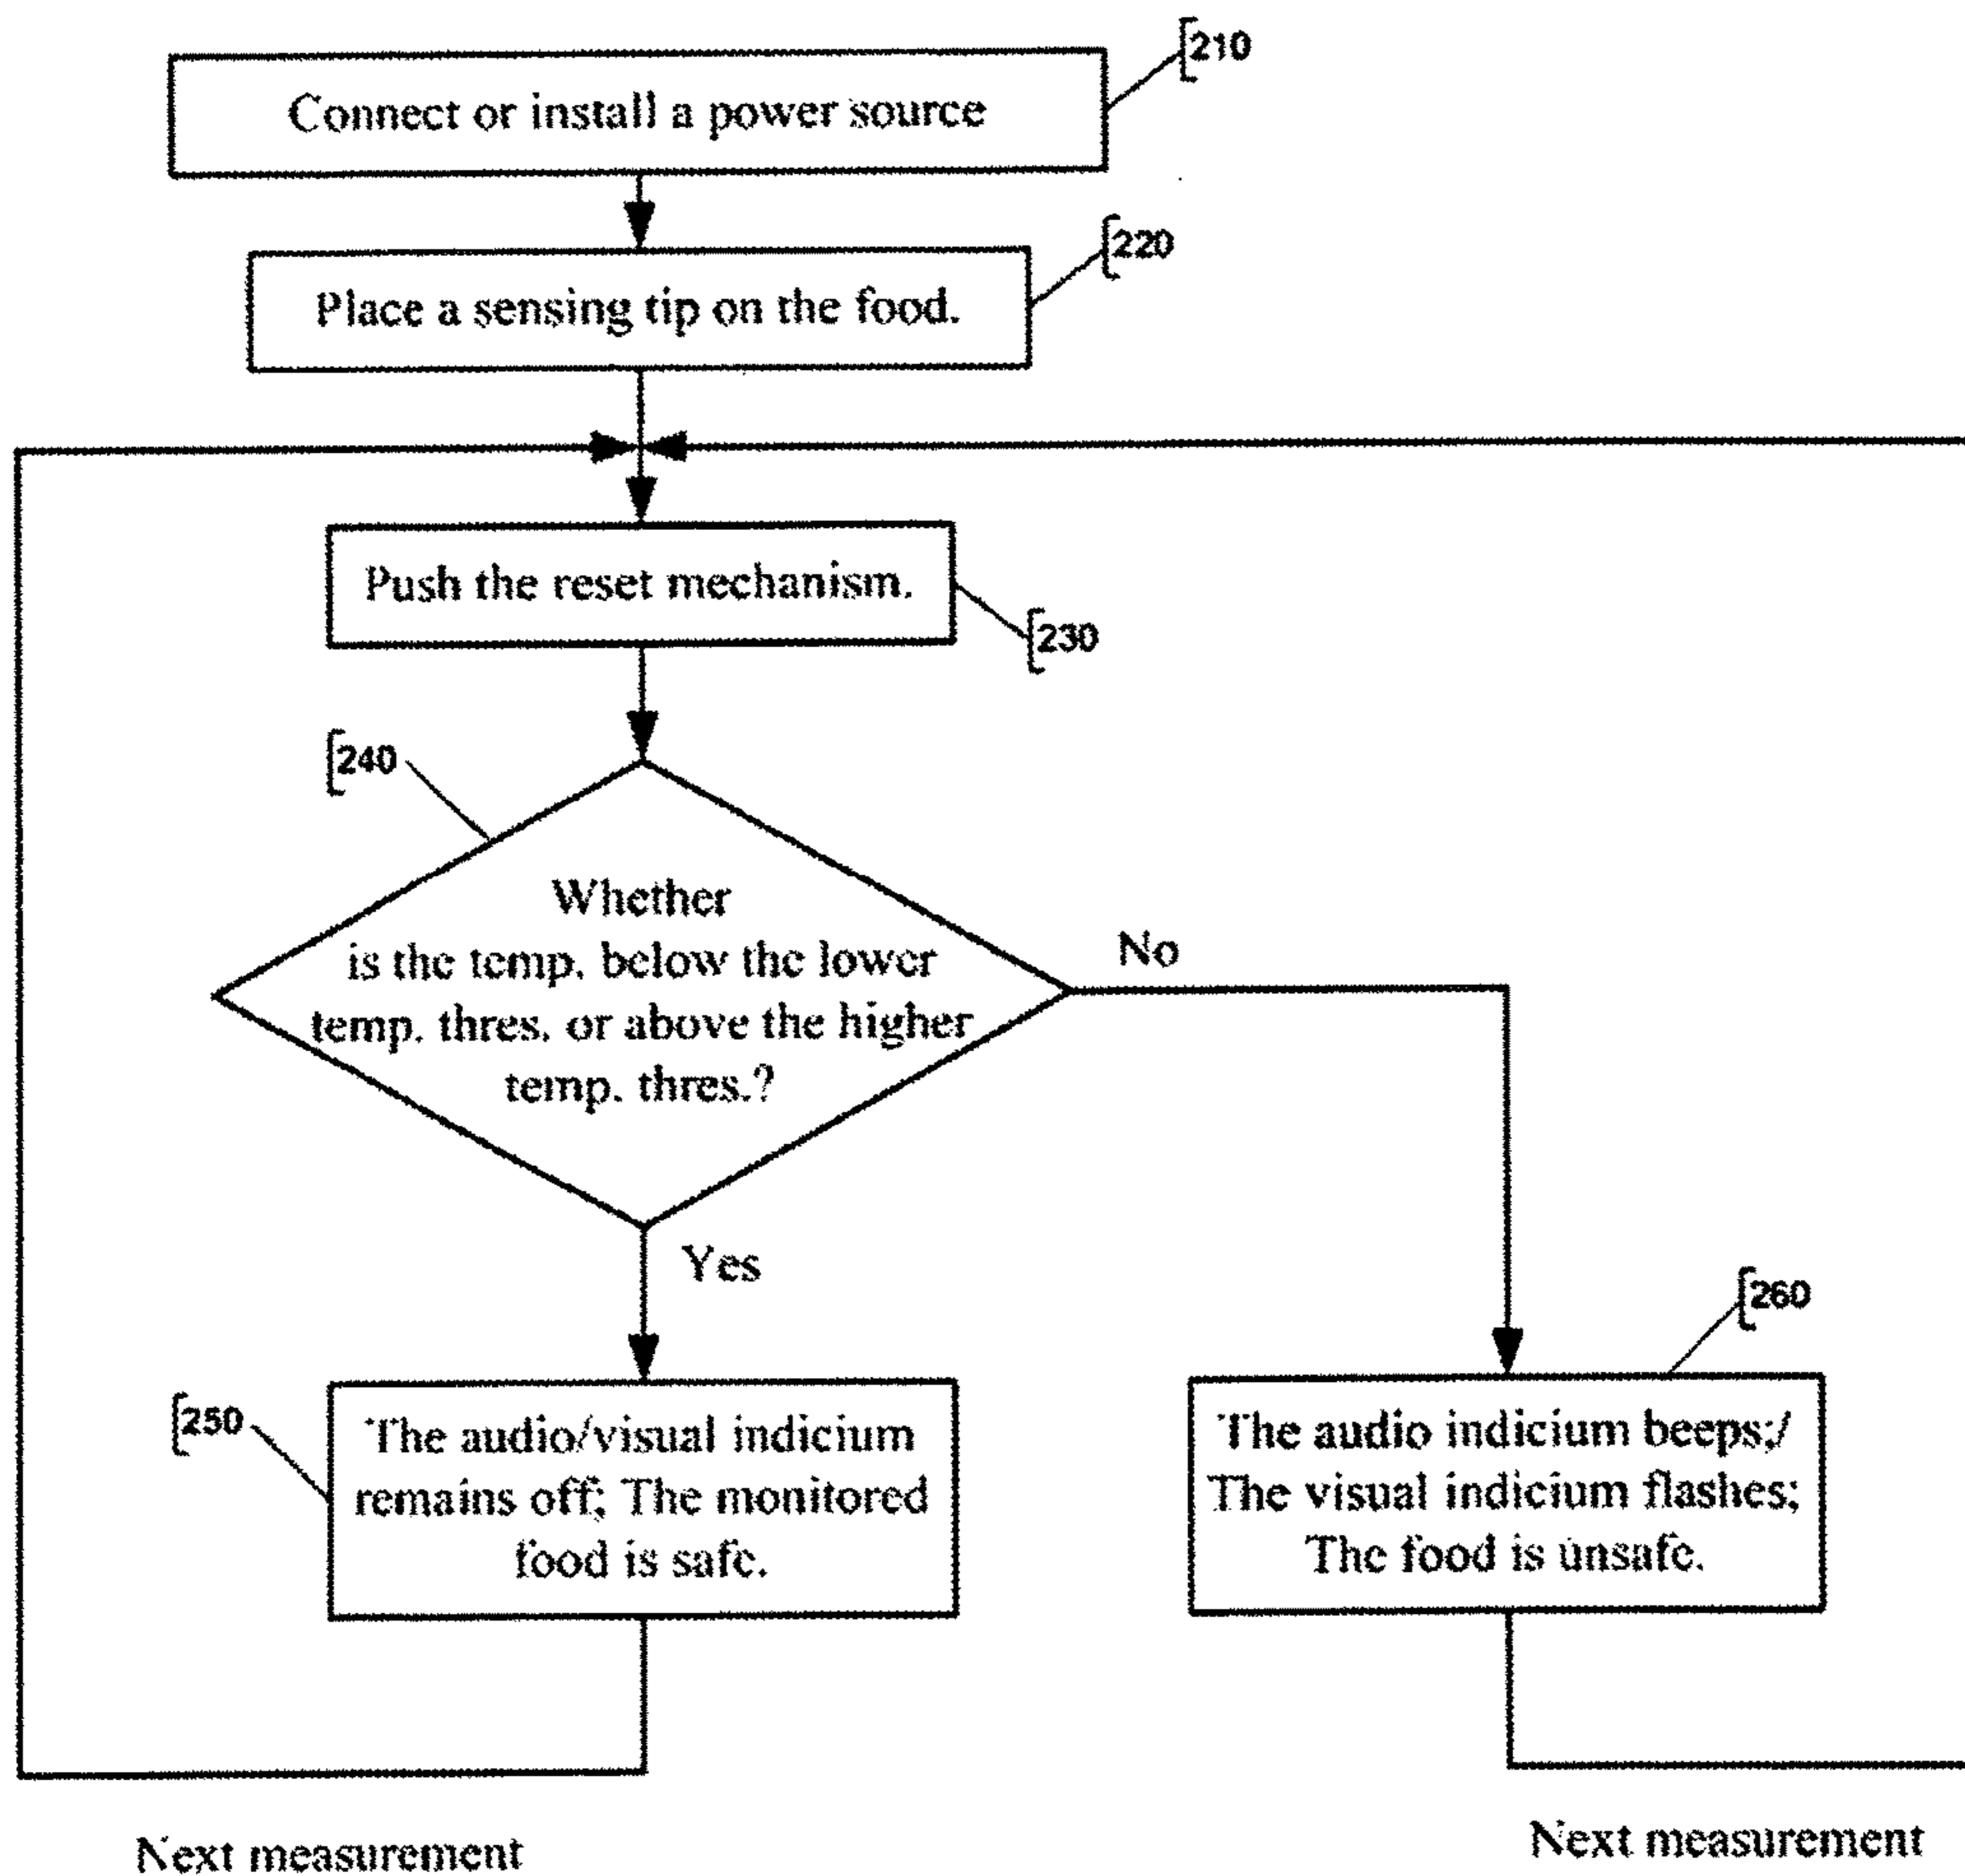 210
Connect or install a power source
220
Place a sensing tip on the food.
Push the reset mechanism.
230
240
Whether
is the temp. below the lower
temp. thres. or above the higher
temp. thres.?
No
Yes
260
250
The audio/visual indicium
remains off; The monitored
food is safe.
The audio indicium beeps;/
The visual indicium flashes;
The food is unsafe.
Next measurement
Next measurement